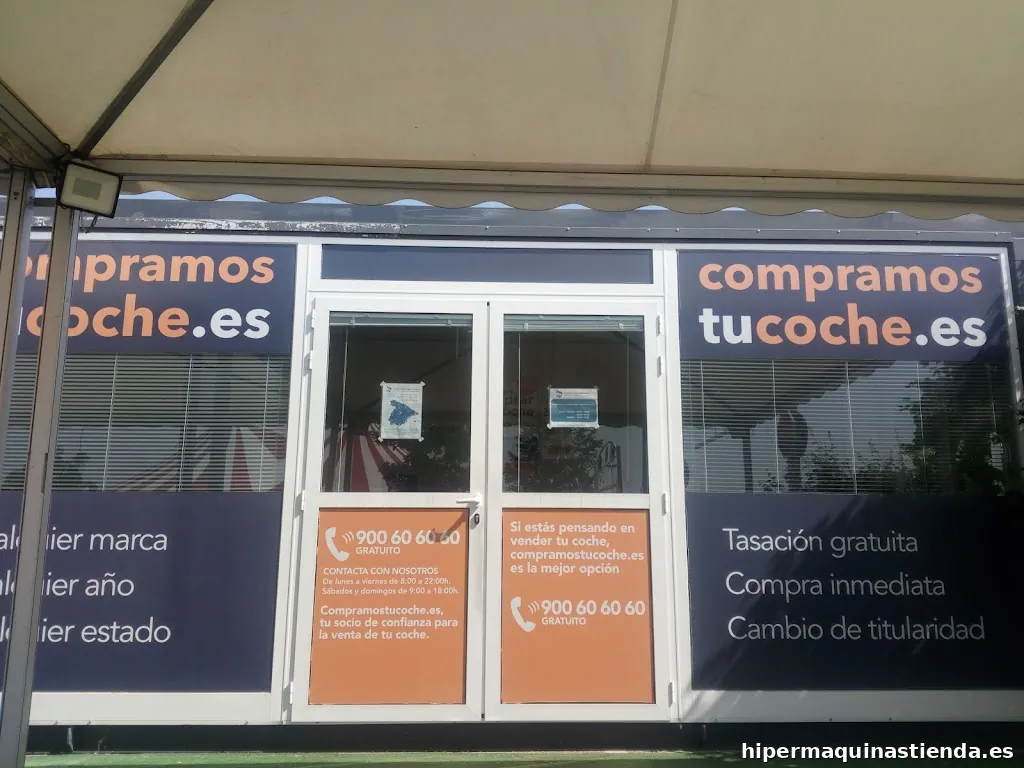 compramos
tucoche.es
alquier marca
alquier año
alquier estado
900 60 60 60
GRATUITO
CONTACTA CON NOSOTROS
De lunes a viernes de 8:00 a 22:00h.
Sábados y domingos de 9:00 a 18:00h.
Compramostucoche.es,
tu socio de confianza para
la venta de tu coche.
Si estás pensando en
vender tu coche,
compramostucoche.es
es la mejor opción
900 60 60 60
GRATUITO
compramos
tucoche.es
Tasación gratuita
Compra inmediata
Cambio de titularidad
hipermaquinastienda.es